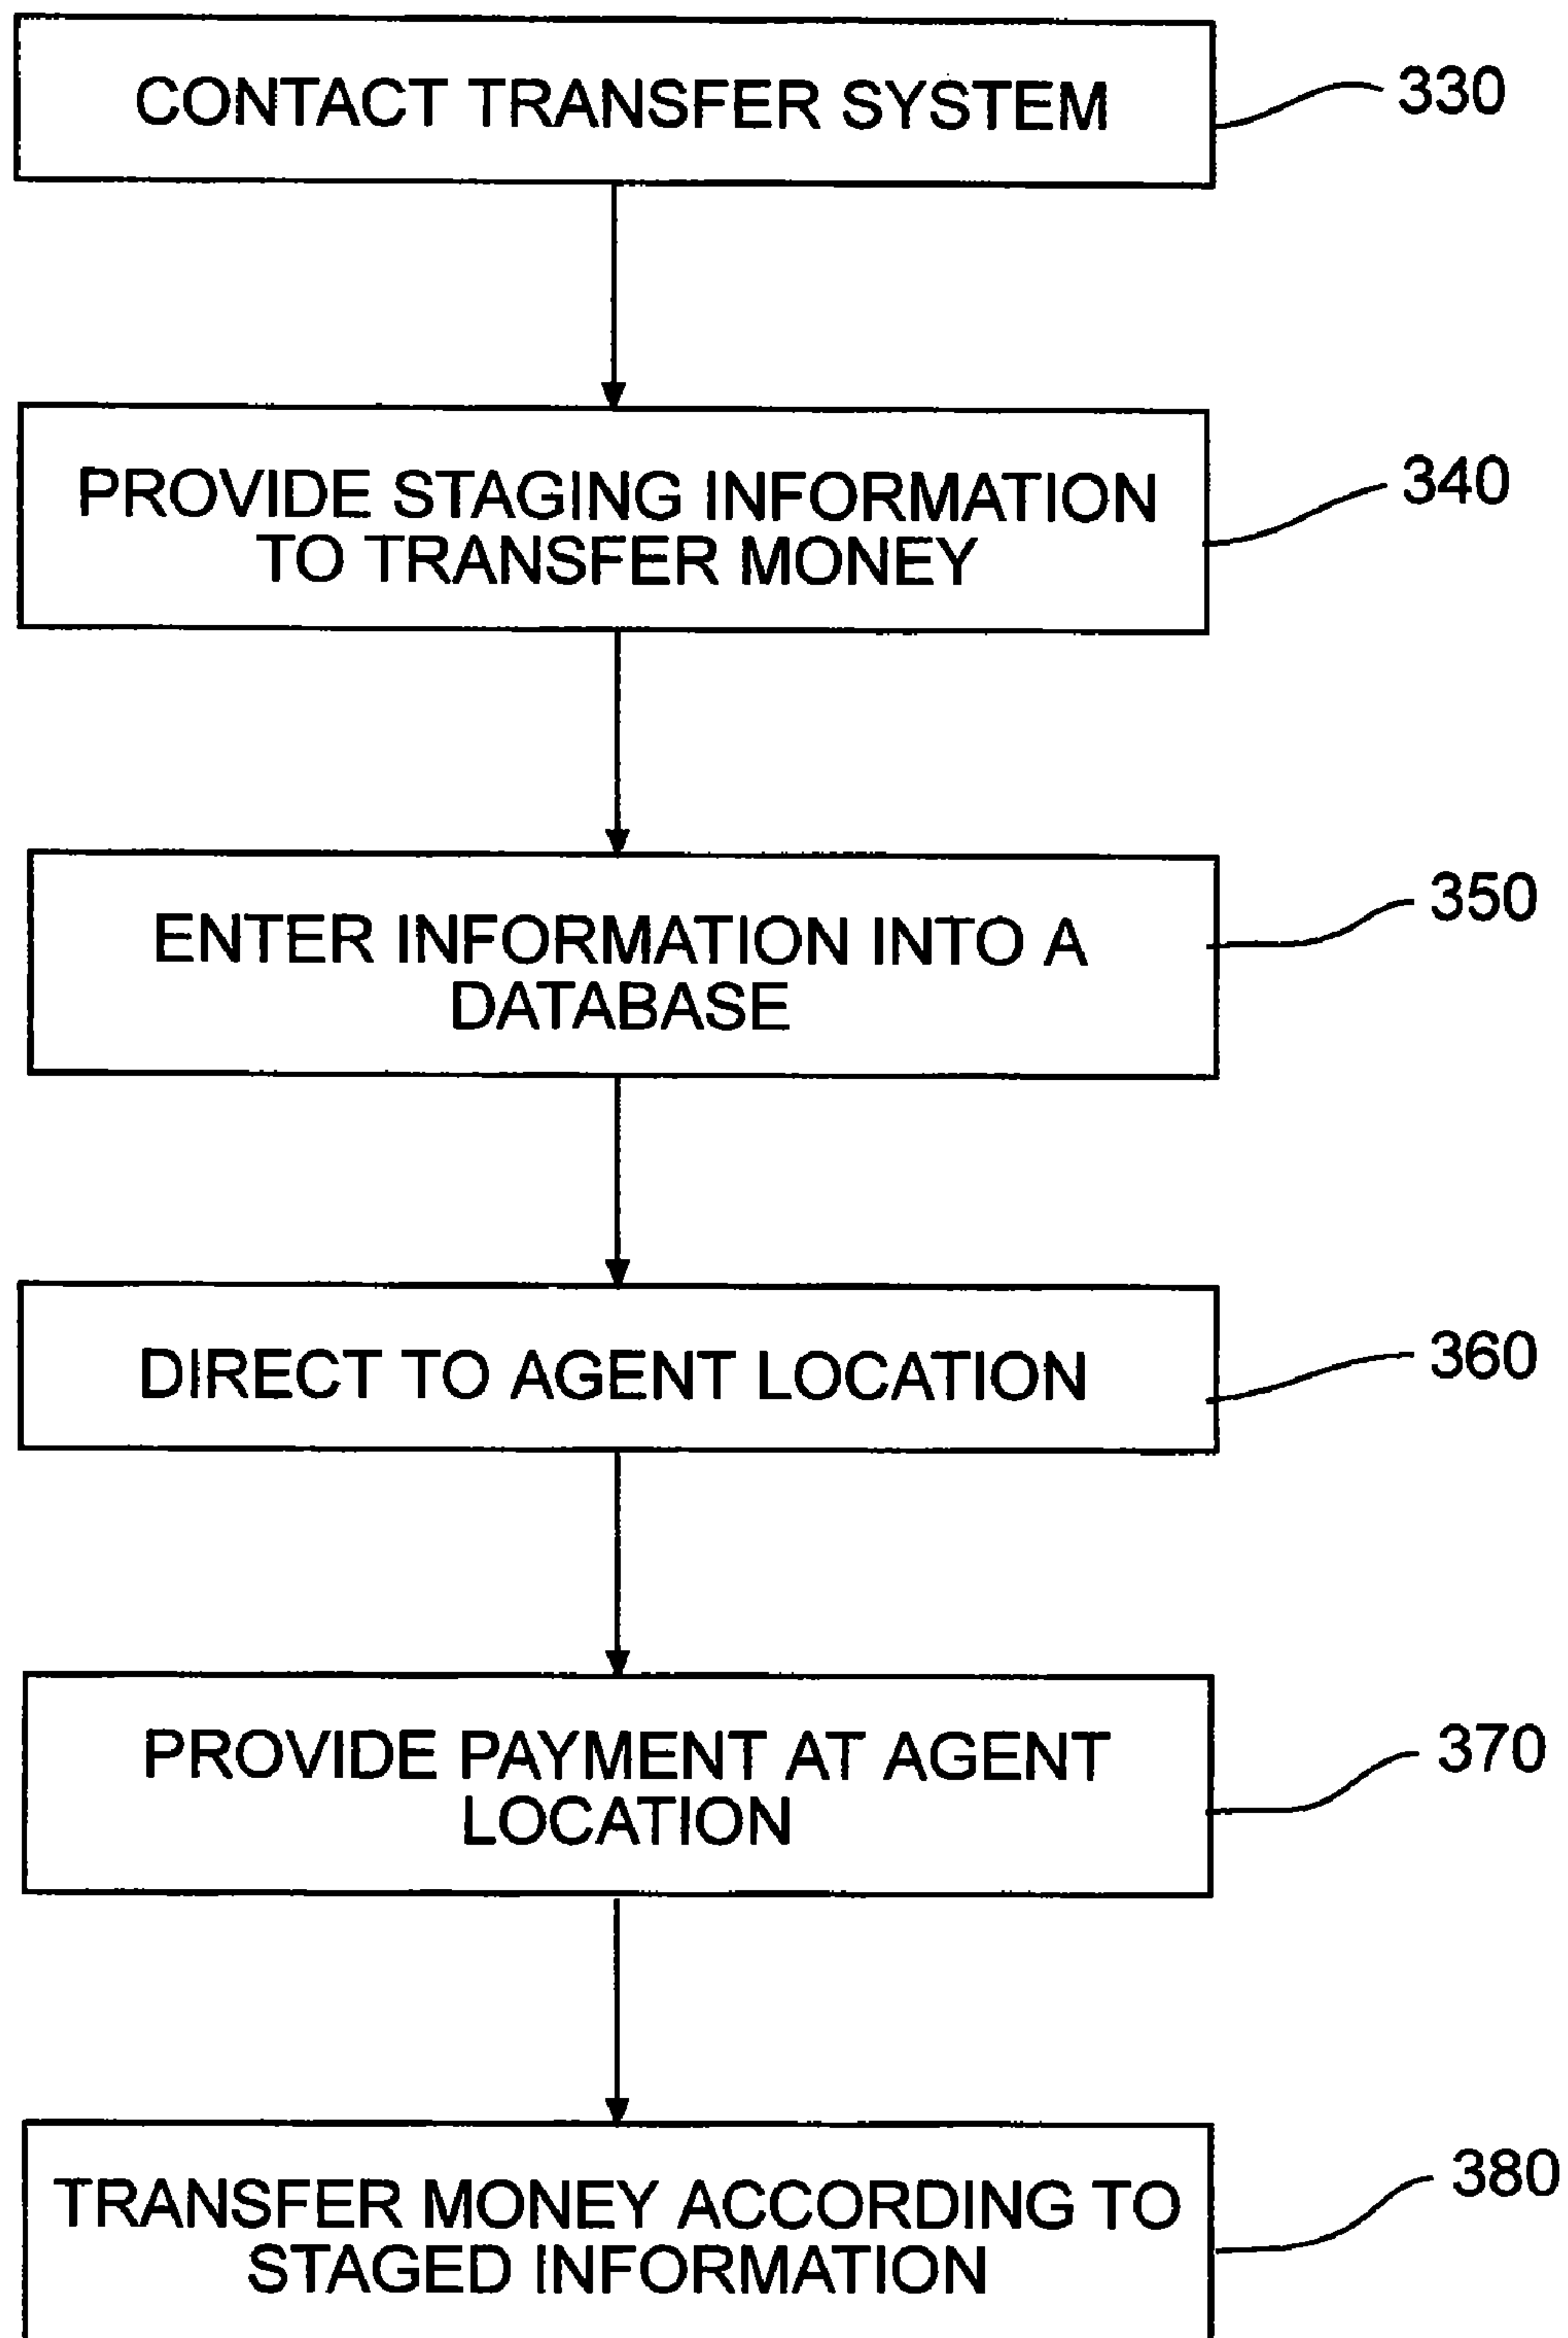 CONTACT TRANSFER SYSTEM
330
PROVIDE STAGING INFORMATION
TO TRANSFER MONEY
340
ENTER INFORMATION INTO A
DATABASE
350
DIRECT TO AGENT LOCATION
360
PROVIDE PAYMENT AT AGENT
LOCATION
370
TRANSFER MONEY ACCORDING TO
STAGED INFORMATION
380